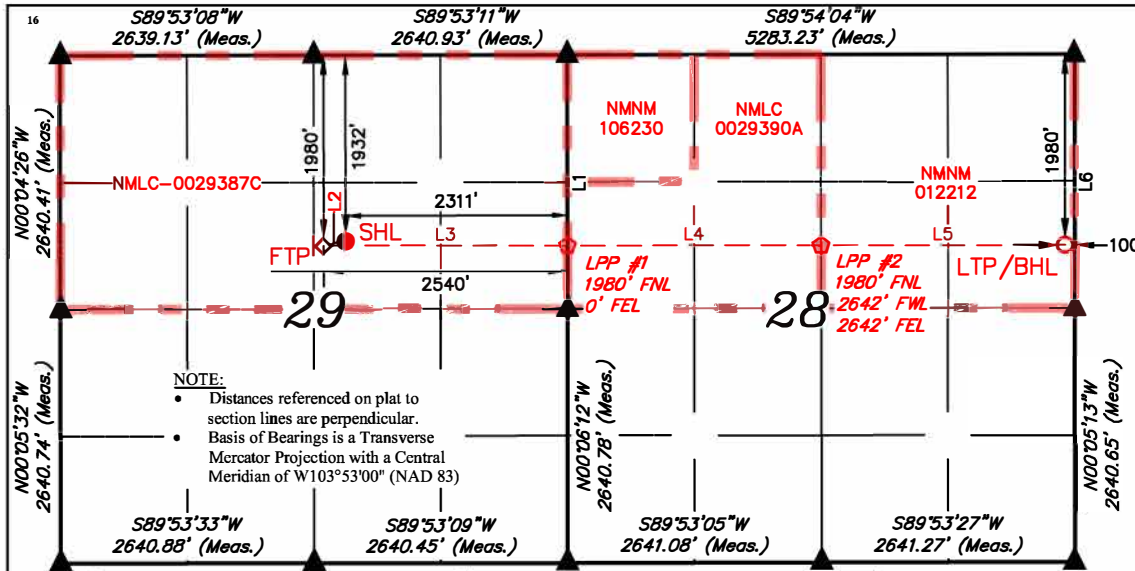 16
S89°53'08"W
2639.13' (Meas.)
S89°53'11"W
2640.93' (Meas.)
S89°54'04"W
5283.23' (Meas.)
N00°04'26"W
2640.41' (Meas.)
1980'
1932'
NMNM
106230
NMLC
0029390A
1980'
NMLC-0029387C
L2
L1
NMNM
012212
L6
2311'
FTP
SHL
L3
L4
L5
LTP/BHL
100
2540'
LPP #1
1980' FNL
0' FEL
LPP #2
1980' FNL
2642' FWL
2642' FEL
29
28
NOTE:
• Distances referenced on plat to
section lines are perpendicular.
• Basis of Bearings is a Transverse
Mercator Projection with a Central
Meridian of W103°53'00" (NAD 83)
N00°05'32"W
2640.74' (Meas.)
N00°06'12"W
2640.78' (Meas.)
N00°05'13"W
2640.65' (Meas.)
S89°53'33"W
2640.88' (Meas.)
S89°53'09"W
2640.45' (Meas.)
S89°53'05"W
2641.08' (Meas.)
S89°53'27"W
2641.27' (Meas.)